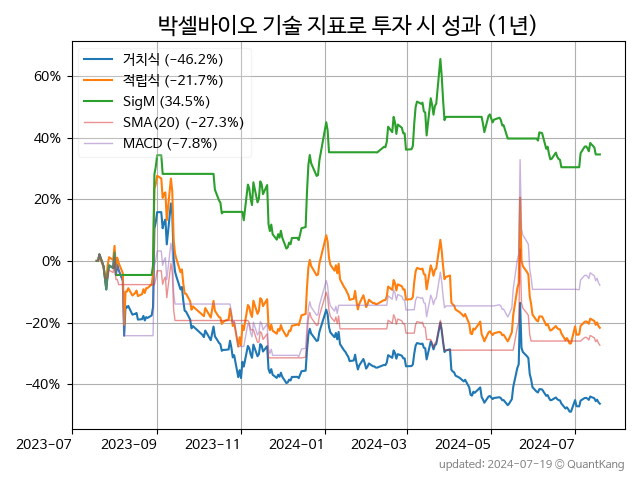 박셀바이오 기술 지표로 투자 시 성과 (1년)
거치식 (−46.2%)
적립식 (−21.7%)
SigM (34.5%)
SMA(20) (−27.3%)
MACD (−7.8%)
60%
40%
20%
0%
−20%
−40%
2023-07
2023-09
2023-11
2024-01
2024-03
2024-05
2024-07
updated: 2024-07-19 @ QuantKang